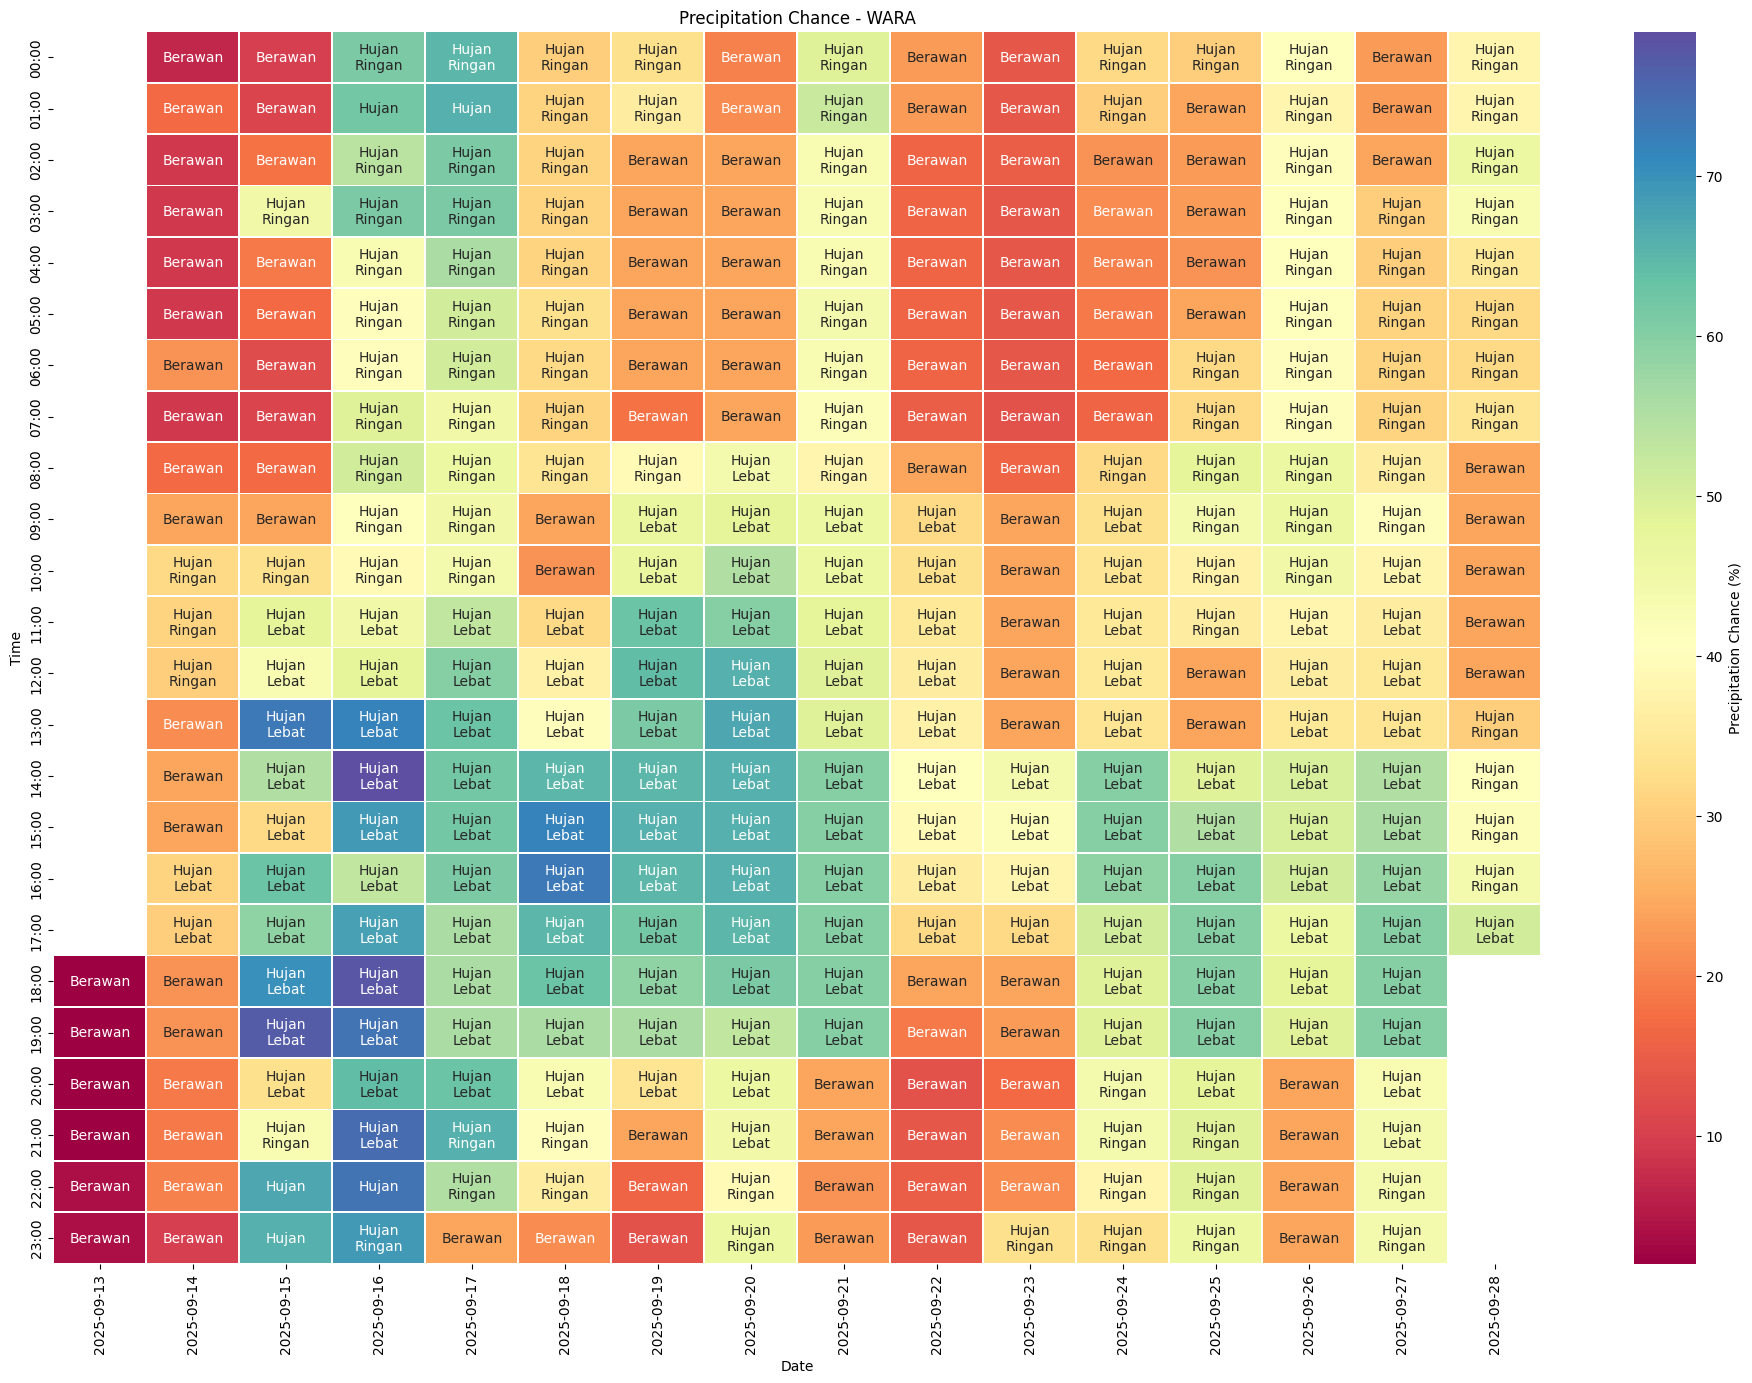 Precipitation Chance - WARA
00:00 Berawan Berawan Hujan Ringan Hujan Ringan Hujan Ringan Hujan Ringan Berawan Hujan Ringan Berawan Berawan Hujan Ringan Hujan Ringan Hujan Ringan Berawan Hujan Ringan
01:00 Berawan Berawan Hujan Hujan Hujan Ringan Hujan Ringan Berawan Hujan Ringan Berawan Berawan Hujan Ringan Berawan Hujan Ringan Berawan Hujan Ringan
02:00 Berawan Berawan Hujan Ringan Hujan Ringan Hujan Ringan Berawan Berawan Hujan Ringan Berawan Berawan Berawan Berawan Hujan Ringan Berawan Hujan Ringan
03:00 Berawan Hujan Ringan Hujan Ringan Hujan Ringan Hujan Ringan Berawan Berawan Hujan Ringan Berawan Berawan Berawan Berawan Hujan Ringan Hujan Ringan Hujan Ringan
04:00 Berawan Berawan Hujan Ringan Hujan Ringan Hujan Ringan Berawan Berawan Hujan Ringan Berawan Berawan Berawan Berawan Hujan Ringan Hujan Ringan Hujan Ringan
05:00 Berawan Berawan Hujan Ringan Hujan Ringan Hujan Ringan Berawan Berawan Hujan Ringan Berawan Berawan Berawan Berawan Hujan Ringan Hujan Ringan Hujan Ringan
06:00 Berawan Berawan Hujan Ringan Hujan Ringan Hujan Ringan Berawan Berawan Hujan Ringan Berawan Berawan Berawan Hujan Ringan Hujan Ringan Hujan Ringan Hujan Ringan
07:00 Berawan Berawan Hujan Ringan Hujan Ringan Hujan Ringan Berawan Berawan Hujan Ringan Berawan Berawan Berawan Hujan Ringan Hujan Ringan Hujan Ringan Hujan Ringan
08:00 Berawan Berawan Hujan Ringan Hujan Ringan Hujan Ringan Hujan Ringan Hujan Lebat Hujan Ringan Berawan Berawan Hujan Ringan Hujan Ringan Hujan Ringan Hujan Ringan Berawan
09:00 Berawan Berawan Hujan Ringan Hujan Ringan Berawan Hujan Lebat Hujan Lebat Hujan Lebat Hujan Lebat Berawan Hujan Lebat Hujan Ringan Hujan Ringan Hujan Ringan Berawan
10:00 Hujan Ringan Hujan Ringan Hujan Ringan Hujan Ringan Berawan Hujan Lebat Hujan Lebat Hujan Lebat Hujan Lebat Berawan Hujan Lebat Hujan Ringan Hujan Ringan Hujan Lebat Berawan
11:00 Hujan Ringan Hujan Lebat Hujan Lebat Hujan Lebat Hujan Lebat Hujan Lebat Hujan Lebat Hujan Lebat Hujan Lebat Berawan Hujan Lebat Hujan Ringan Hujan Lebat Hujan Lebat Berawan
12:00 Hujan Ringan Hujan Lebat Hujan Lebat Hujan Lebat Hujan Lebat Hujan Lebat Hujan Lebat Hujan Lebat Hujan Lebat Berawan Hujan Lebat Berawan Hujan Lebat Hujan Lebat Berawan
13:00 Berawan Hujan Lebat Hujan Lebat Hujan Lebat Hujan Lebat Hujan Lebat Hujan Lebat Hujan Lebat Hujan Lebat Berawan Hujan Lebat Berawan Hujan Lebat Hujan Lebat Hujan Ringan
14:00 Berawan Hujan Lebat Hujan Lebat Hujan Lebat Hujan Lebat Hujan Lebat Hujan Lebat Hujan Lebat Hujan Lebat Hujan Lebat Hujan Lebat Hujan Lebat Hujan Lebat Hujan Lebat Hujan Ringan
15:00 Berawan Hujan Lebat Hujan Lebat Hujan Lebat Hujan Lebat Hujan Lebat Hujan Lebat Hujan Lebat Hujan Lebat Hujan Lebat Hujan Lebat Hujan Lebat Hujan Lebat Hujan Lebat Hujan Ringan
16:00 Hujan Lebat Hujan Lebat Hujan Lebat Hujan Lebat Hujan Lebat Hujan Lebat Hujan Lebat Hujan Lebat Hujan Lebat Hujan Lebat Hujan Lebat Hujan Lebat Hujan Lebat Hujan Lebat Hujan Ringan
17:00 Hujan Lebat Hujan Lebat Hujan Lebat Hujan Lebat Hujan Lebat Hujan Lebat Hujan Lebat Hujan Lebat Hujan Lebat Hujan Lebat Hujan Lebat Hujan Lebat Hujan Lebat Hujan Lebat Hujan Lebat
18:00 Berawan Berawan Hujan Lebat Hujan Lebat Hujan Lebat Hujan Lebat Hujan Lebat Hujan Lebat Hujan Lebat Berawan Berawan Hujan Lebat Hujan Lebat Hujan Lebat Hujan Lebat
19:00 Berawan Berawan Hujan Lebat Hujan Lebat Hujan Lebat Hujan Lebat Hujan Lebat Hujan Lebat Hujan Lebat Berawan Berawan Hujan Lebat Hujan Lebat Hujan Lebat Hujan Lebat
20:00 Berawan Berawan Hujan Lebat Hujan Lebat Hujan Lebat Hujan Lebat Hujan Lebat Hujan Lebat Berawan Berawan Berawan Hujan Ringan Hujan Lebat Berawan Hujan Lebat
21:00 Berawan Berawan Hujan Ringan Hujan Lebat Hujan Ringan Hujan Ringan Berawan Hujan Lebat Berawan Berawan Berawan Hujan Ringan Hujan Ringan Berawan Hujan Lebat
22:00 Berawan Berawan Hujan Hujan Hujan Ringan Hujan Ringan Berawan Hujan Ringan Berawan Berawan Berawan Hujan Ringan Hujan Ringan Berawan Hujan Ringan
23:00 Berawan Berawan Hujan Hujan Ringan Berawan Berawan Berawan Hujan Ringan Berawan Berawan Hujan Ringan Hujan Ringan Hujan Ringan Berawan Hujan Ringan
Time
2025-09-13 2025-09-14 2025-09-15 2025-09-16 2025-09-17 2025-09-18 2025-09-19 2025-09-20 2025-09-21 2025-09-22 2025-09-23 2025-09-24 2025-09-25 2025-09-26 2025-09-27 2025-09-28
Date
70
60
50
40
30
20
10
Precipitation Chance (%)